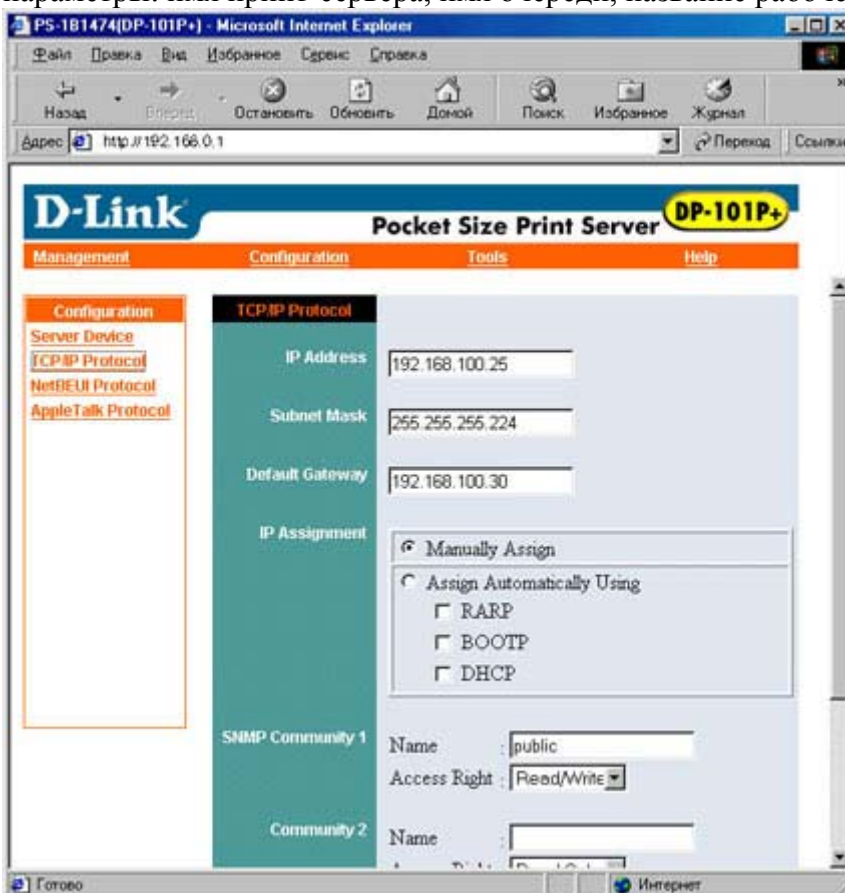 параметры: имя принт-сервера, имя очереди, название рабоче
PS-181474(DP-101P+) - Microsoft Internet Explorer
Файл Правка Вид Избранное Сервис Справка
Назад Вперед Остановить Обновить Домой Поиск Избранное Журнал »
Адрес http://192.168.0.1 Переход Ссылки
D-Link
Pocket Size Print Server DP-101P+
Management Configuration Tools Help
Configuration
Server Device
TCP/IP Protocol
NetBEUI Protocol
AppleTalk Protocol
TCP/IP Protocol
IP Address 192.168.100.25
Subnet Mask 255.255.255.224
Default Gateway 192.168.100.30
IP Assignment
Manually Assign
Assign Automatically Using
RARP
BOOTP
DHCP
SNMP Community 1 Name : public
Access Right : Read/Write
Community 2 Name :
Готово Интернет